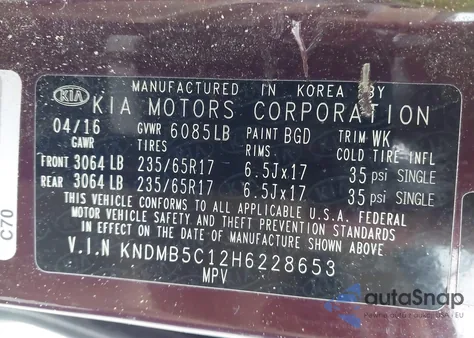 MANUFACTURED IN KOREA BY
KIA KIA MOTORS CORPORATION
04/16 GVWR 6085LB PAINT BGD TRIM WK
GAWR TIRES RIMS COLD TIRE INFL
FRONT 3064 LB 235/65R17 6.5Jx17 35 psi SINGLE
REAR 3064 LB 235/65R17 6.5Jx17 35 psi SINGLE
THIS VEHICLE CONFORMS TO ALL APPLICABLE U.S.A. FEDERAL
MOTOR VEHICLE SAFETY AND THEFT PREVENTION STANDARDS
IN EFFECT ON THE DATE OF MANUFACTURE SHOWN ABOVE.
V.I.N KNDMB5C12H6228653
MPV
C70
autoSnap